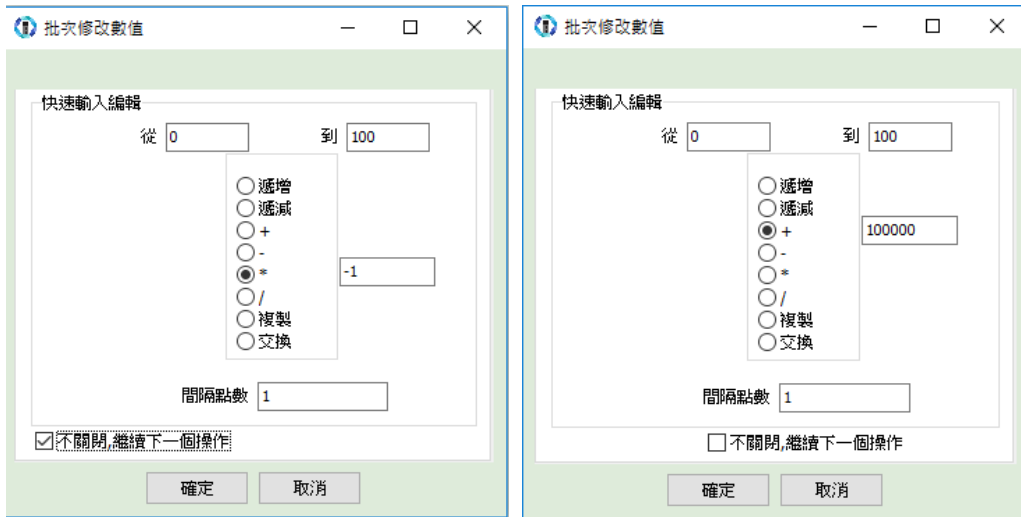 批次修改數值
快速輸入編輯
從 0 到 100
遞增
遞減
+
-
* -1
/
複製
交換
間隔點數 1
不關閉,繼續下一個操作
確定 取消
批次修改數值
快速輸入編輯
從 0 到 100
遞增
遞減
+ 100000
-
*
/
複製
交換
間隔點數 1
不關閉,繼續下一個操作
確定 取消